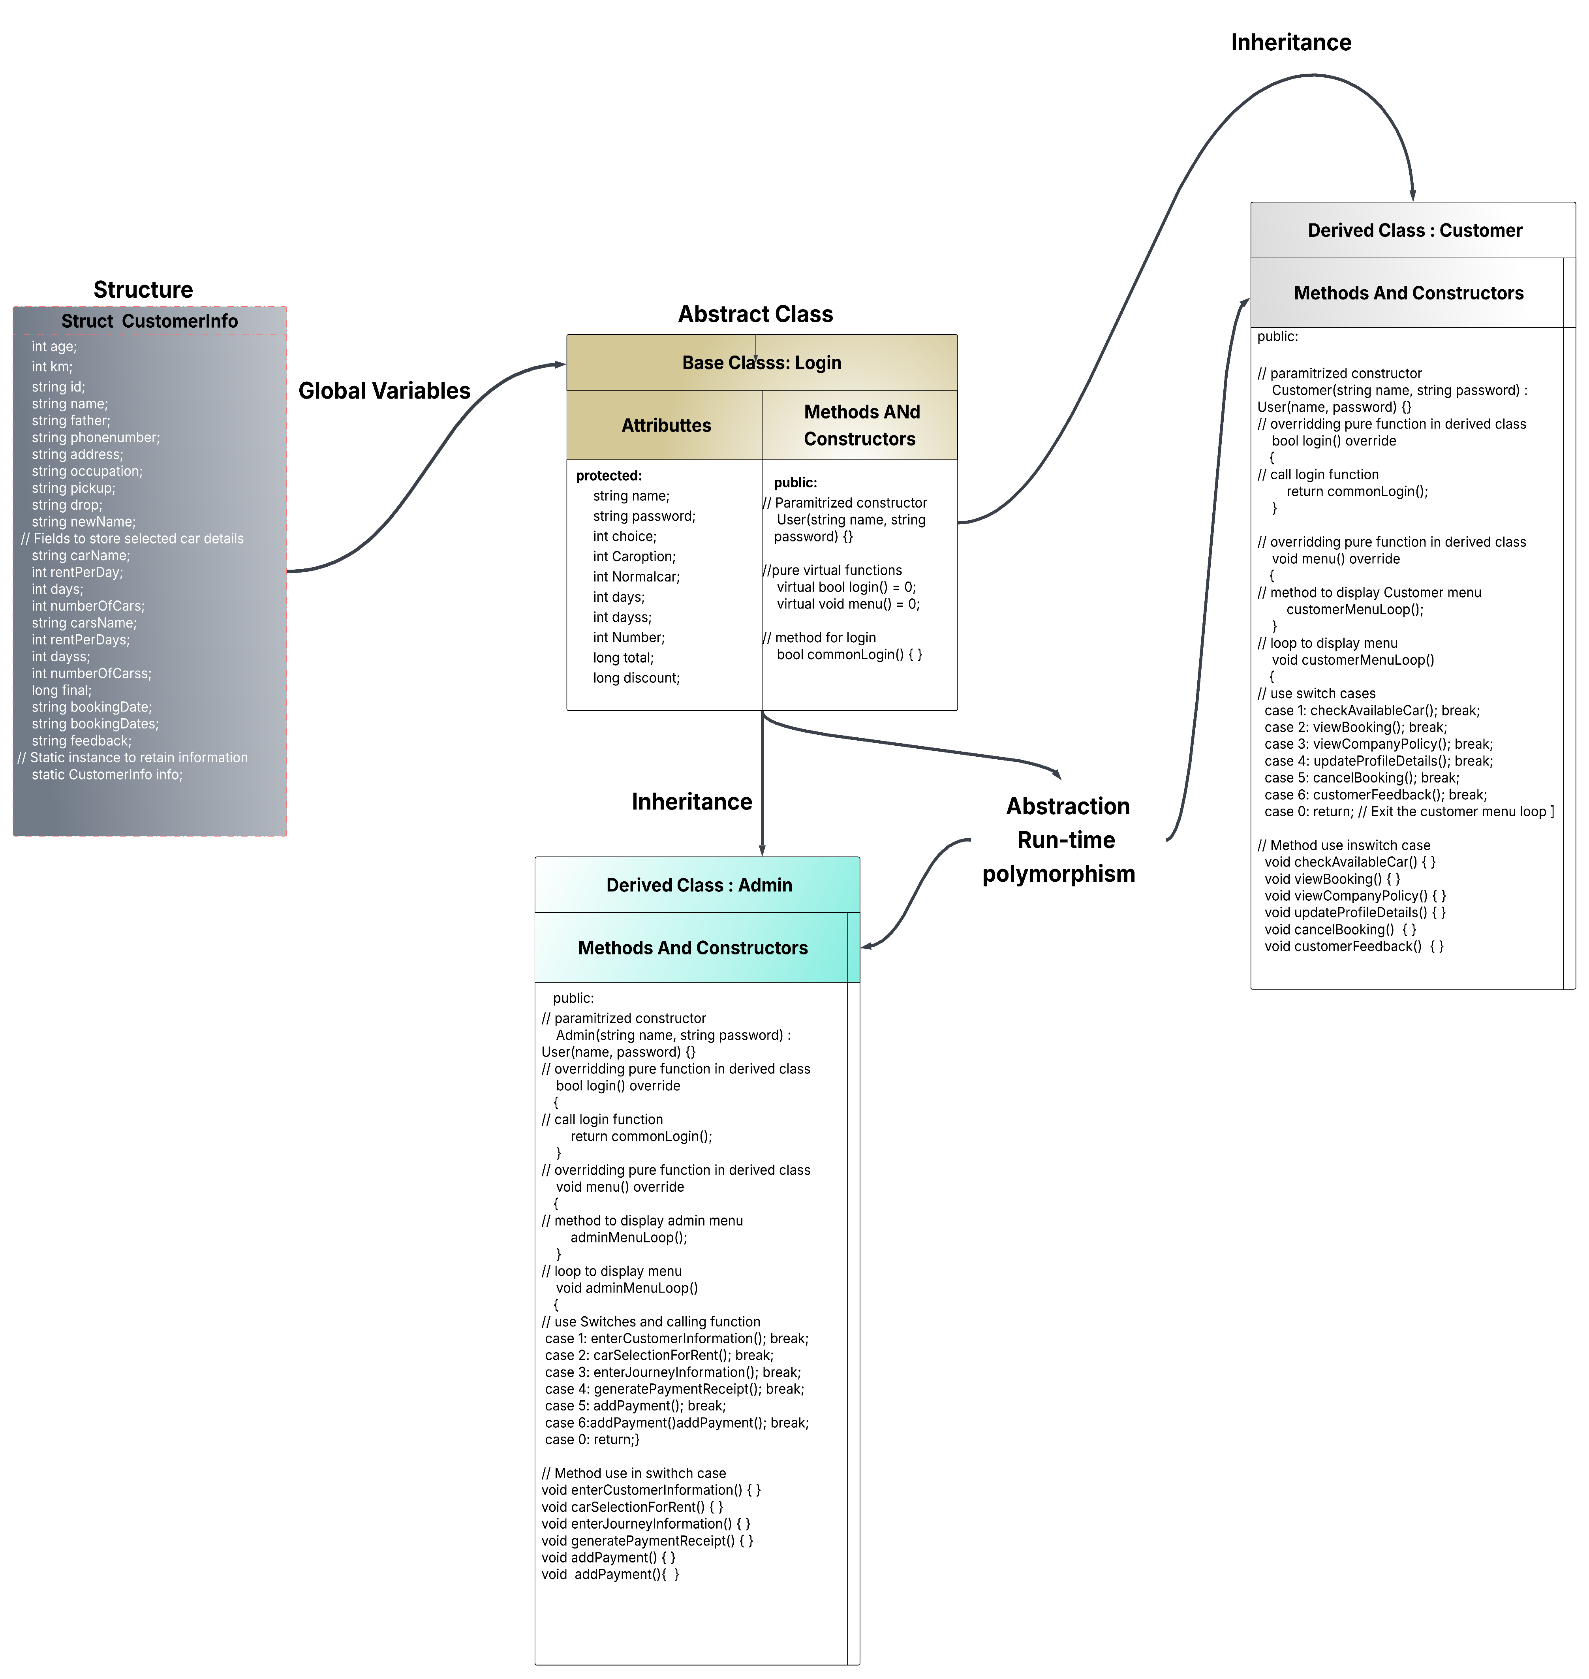 Inheritance
Structure
Struct  CustomerInfo
int age;
int km;
string id;
string name;
string father;
string phonenumber;
string address;
string occupation;
string pickup;
string drop;
string newName;
// Fields to store selected car details
string carName;
int rentPerDay;
int days;
int numberOfCars;
string carsName;
int rentPerDays;
int dayss;
int numberOfCarss;
long final;
string bookingDate;
string bookingDates;
string feedback;
// Static instance to retain information
static CustomerInfo info;
Global Variables
Abstract Class
Base Classs: Login
Attributtes
Methods ANd
Constructors
protected:
string name;
string password;
int choice;
int Caroption;
int Normalcar;
int days;
int dayss;
int Number;
long total;
long discount;
public:
// Paramitrized constructor
User(string name, string
password) {}
//pure virtual functions
virtual bool login() = 0;
virtual void menu() = 0;
// method for login
bool commonLogin() { }
Inheritance
Abstraction
Run-time
polymorphism
Derived Class : Admin
Methods And Constructors
public:
// paramitrized constructor
Admin(string name, string password) :
User(name, password) {}
// overridding pure function in derived class
bool login() override
{
// call login function
return commonLogin();
}
// overridding pure function in derived class
void menu() override
{
// method to display admin menu
adminMenuLoop();
}
// loop to display menu
void adminMenuLoop()
{
// use Switches and calling function
case 1: enterCustomerInformation(); break;
case 2: carSelectionForRent(); break;
case 3: enterJourneyInformation(); break;
case 4: generatePaymentReceipt(); break;
case 5: addPayment(); break;
case 6:addPayment()addPayment(); break;
case 0: return;}
// Method use in swithch case
void enterCustomerInformation() { }
void carSelectionForRent() { }
void enterJourneyInformation() { }
void generatePaymentReceipt() { }
void addPayment() { }
void  addPayment(){  }
Derived Class : Customer
Methods And Constructors
public:
// paramitrized constructor
Customer(string name, string password) :
User(name, password) {}
// overridding pure function in derived class
bool login() override
{
// call login function
return commonLogin();
}
// overridding pure function in derived class
void menu() override
{
// method to display Customer menu
customerMenuLoop();
}
// loop to display menu
void customerMenuLoop()
{
// use switch cases
case 1: checkAvailableCar(); break;
case 2: viewBooking(); break;
case 3: viewCompanyPolicy(); break;
case 4: updateProfileDetails(); break;
case 5: cancelBooking(); break;
case 6: customerFeedback(); break;
case 0: return; // Exit the customer menu loop ]
// Method use inswitch case
void checkAvailableCar() { }
void viewBooking() { }
void viewCompanyPolicy() { }
void updateProfileDetails() { }
void cancelBooking()  { }
void customerFeedback()  { }